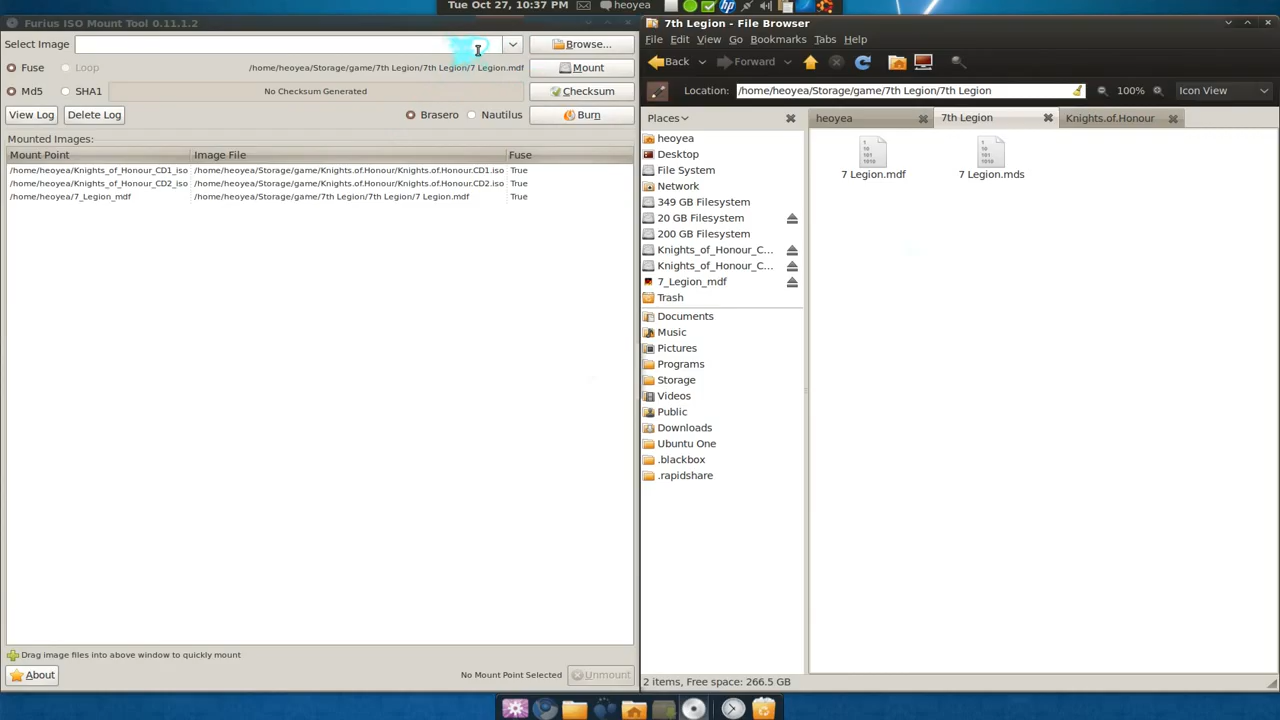 Tue Oct 27, 10:37 PM
heoyea
Furius ISO Mount Tool 0.11.1.2
Select Image
Browse...
Fuse
Loop
/home/heoyea/Storage/game/7th Legion/7th Legion/7 Legion.mdf
Mount
Md5
SHA1
No Checksum Generated
Checksum
View Log
Delete Log
Brasero
Nautilus
Burn
Mounted Images:
Mount Point
Image File
Fuse
/home/heoyea/Knights_of_Honour_CD1_iso
/home/heoyea/Storage/game/Knights.of.Honour/Knights.of.Honour.CD1.iso
True
/home/heoyea/Knights_of_Honour_CD2_iso
/home/heoyea/Storage/game/Knights.of.Honour/Knights.of.Honour.CD2.iso
True
/home/heoyea/7_Legion_mdf
/home/heoyea/Storage/game/7th Legion/7th Legion/7 Legion.mdf
True
Drag image files into above window to quickly mount
About
No Mount Point Selected
Unmount
7th Legion - File Browser
File Edit View Go Bookmarks Tabs Help
Back
Forward
Location:
/home/heoyea/Storage/game/7th Legion/7th Legion
100%
Icon View
Places
heoyea
Desktop
File System
Network
349 GB Filesystem
20 GB Filesystem
200 GB Filesystem
Knights_of_Honour_C...
Knights_of_Honour_C...
7_Legion_mdf
Trash
Documents
Music
Pictures
Programs
Storage
Videos
Public
Downloads
Ubuntu One
.blackbox
.rapidshare
heoyea
7th Legion
Knights.of.Honour
7 Legion.mdf
7 Legion.mds
2 items, Free space: 266.5 GB